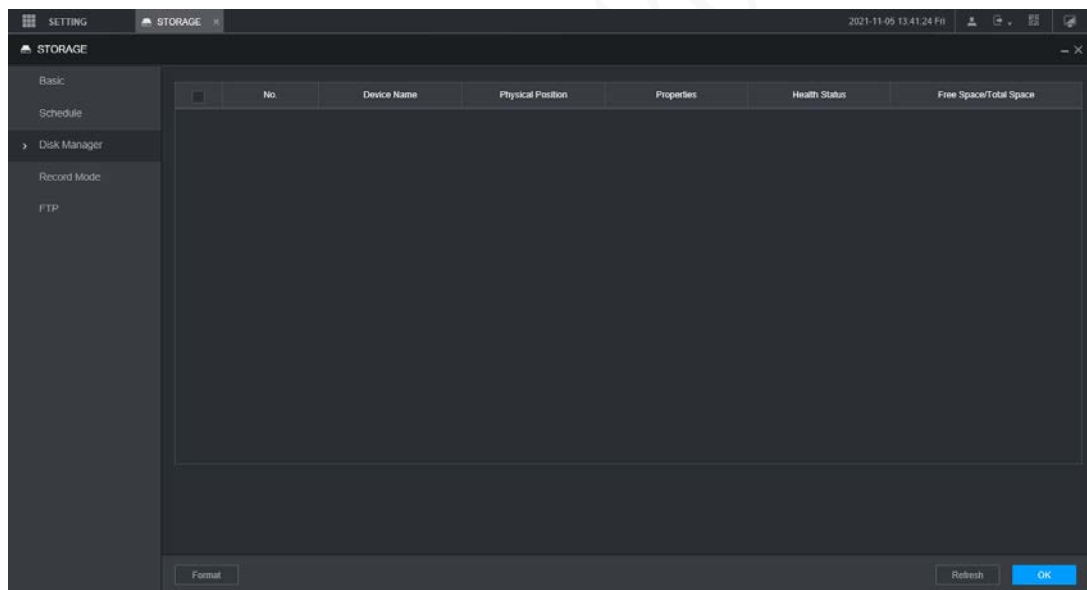 SETTING STORAGE × 2021-11-05 13:41:24 Fri
STORAGE
Basic
Schedule
Disk Manager
Record Mode
FTP
No. Device Name Physical Position Properties Health Status Free Space/Total Space
Format Refresh OK